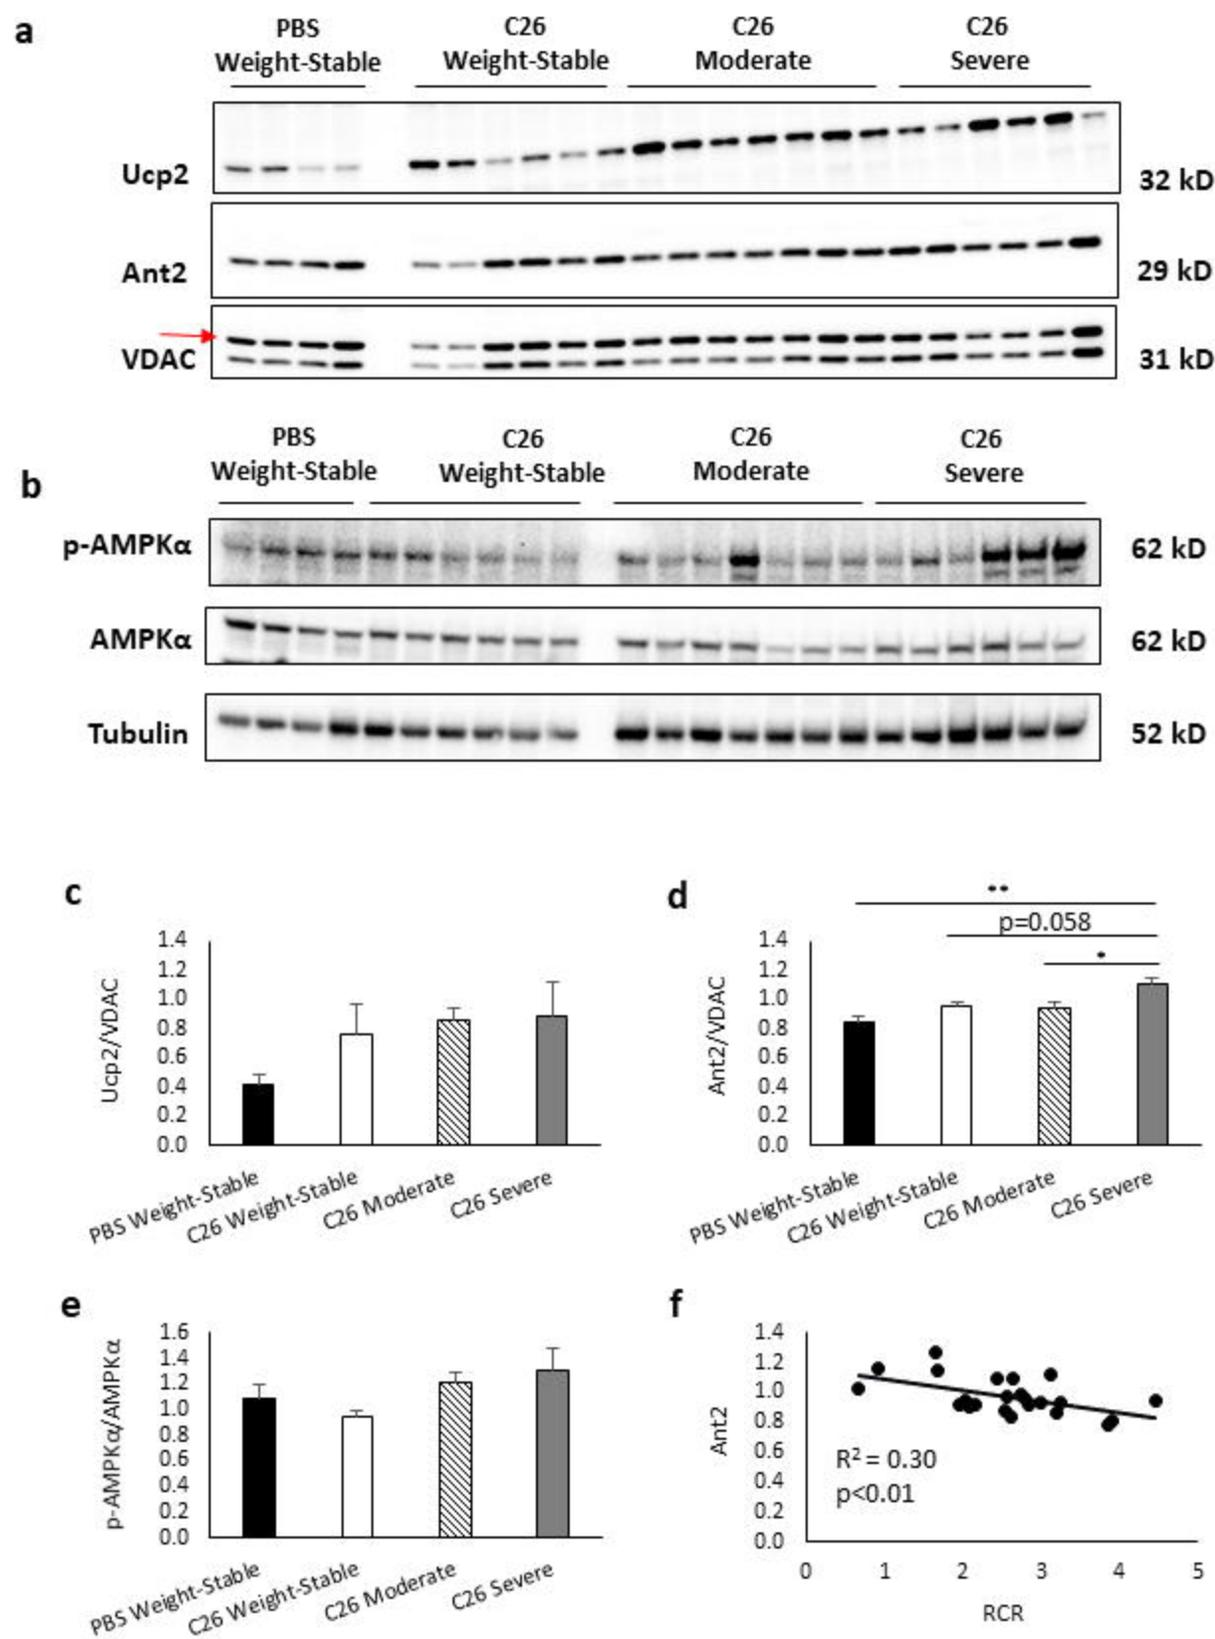 a
PBS C26 C26 C26
Weight-Stable Weight-Stable Moderate Severe
Ucp2 32 kD
Ant2 29 kD
VDAC 31 kD
b
PBS C26 C26 C26
Weight-Stable Weight-Stable Moderate Severe
p-AMPKα 62 kD
AMPKα 62 kD
Tubulin 52 kD
c
Ucp2/VDAC
1.4
1.2
1.0
0.8
0.6
0.4
0.2
0.0
PBS Weight-Stable
C26 Weight-Stable
C26 Moderate
C26 Severe
d
**
p=0.058
*
Ant2/VDAC
1.4
1.2
1.0
0.8
0.6
0.4
0.2
0.0
PBS Weight-Stable
C26 Weight-Stable
C26 Moderate
C26 Severe
e
p-AMPKα/AMPKα
1.6
1.4
1.2
1.0
0.8
0.6
0.4
0.2
0.0
PBS Weight-Stable
C26 Weight-Stable
C26 Moderate
C26 Severe
f
Ant2
1.4
1.2
1.0
0.8
0.6
0.4
0.2
0.0
R² = 0.30
p<0.01
0 1 2 3 4 5
RCR